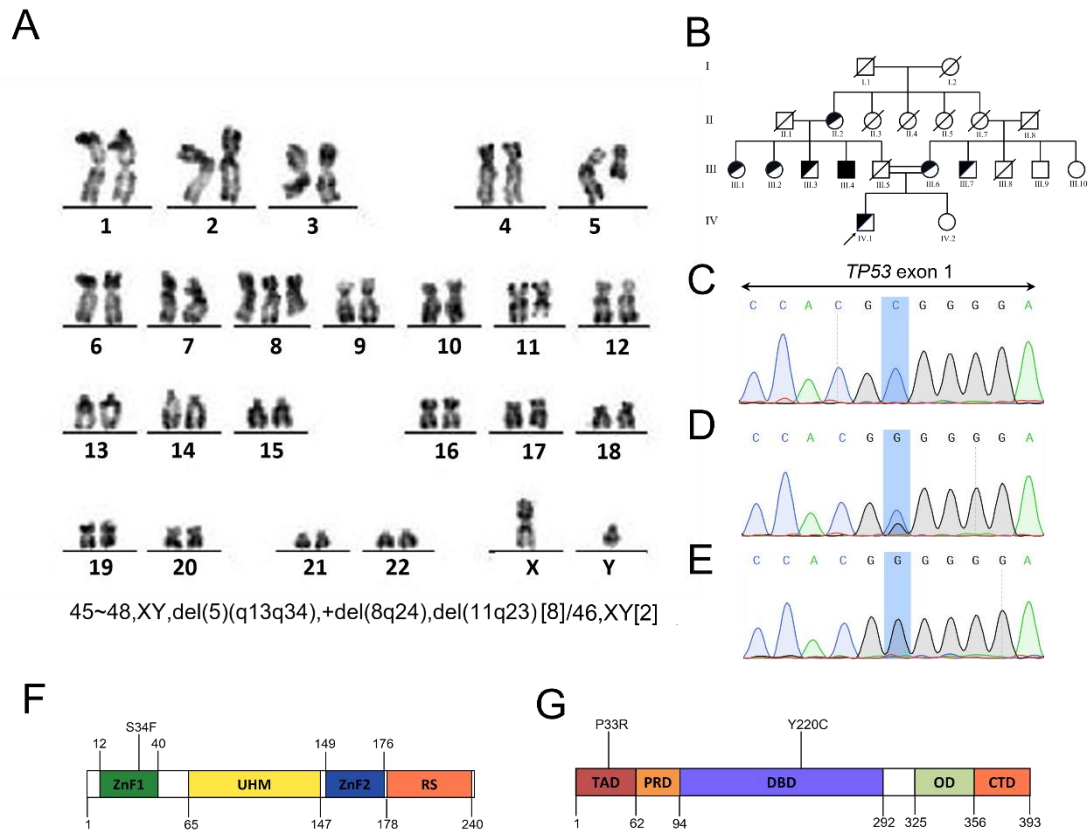 A
1 2 3 4 5
6 7 8 9 10 11 12
13 14 15 16 17 18
19 20 21 22 X Y
45~48,XY,del(5)(q13q34),+del(8q24),del(11q23)[8]/46,XY[2]
B
I
I.1 I.2
II
II.1 II.2 II.3 II.4 II.5 II.7 II.8
III
III.1 III.2 III.3 III.4 III.5 III.6 III.7 III.8 III.9 III.10
IV
IV.1 IV.2
C
TP53 exon 1
C C A C G C G G G G A
D
C C A C G G G G G G A
E
C C A C G G G G G G A
F
S34F
12 40 149 176
ZnF1 UHM ZnF2 RS
1 65 147 178 240
G
P33R Y220C
TAD PRD DBD OD CTD
1 62 94 292 325 356 393